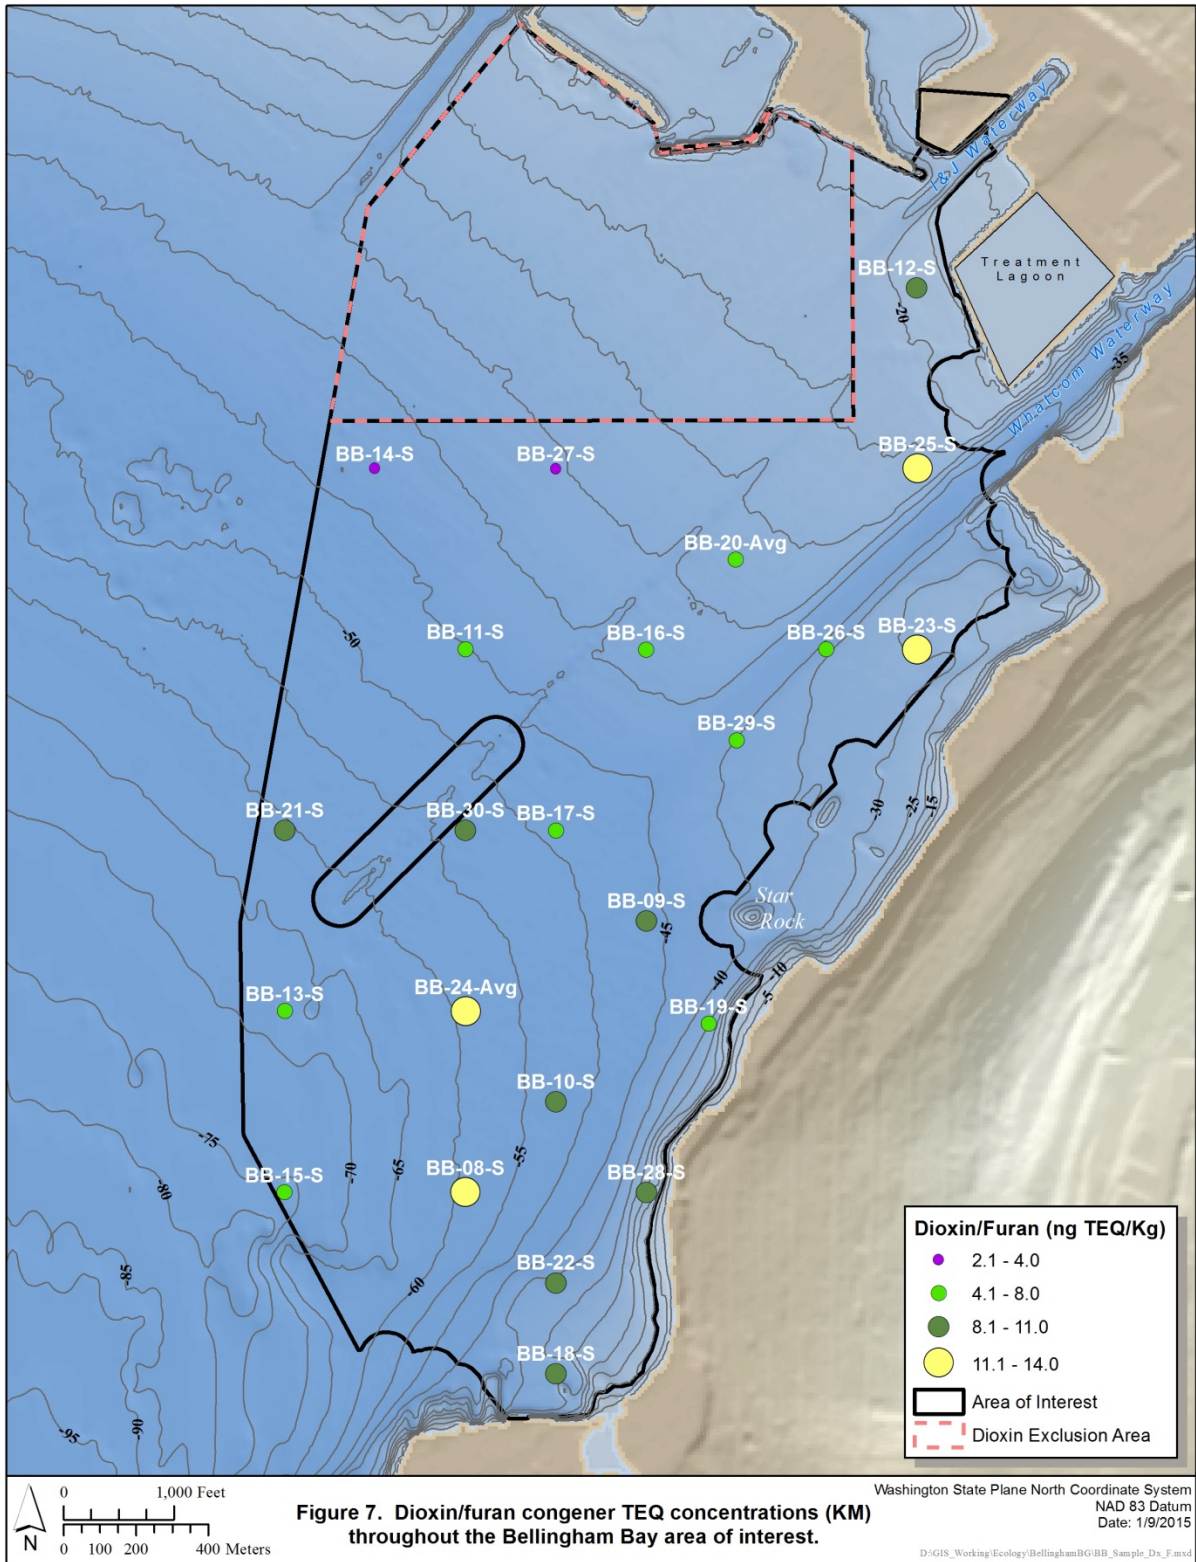 I&J Waterway
Treatment
Lagoon
BB-12-S
-20
Whatcom Waterway
-35
BB-14-S
BB-27-S
BB-25-S
BB-20-Avg
-50
BB-11-S
BB-16-S
BB-26-S
BB-23-S
BB-29-S
BB-21-S
BB-30-S
BB-17-S
-30
-25
-15
BB-09-S
-45
Star
Rock
BB-13-S
BB-24-Avg
-40
-10
-5
BB-19-S
BB-10-S
-75
-80
BB-15-S
-70
-65
BB-08-S
-55
BB-28-S
-85
-60
BB-22-S
BB-18-S
-95
-90
Dioxin/Furan (ng TEQ/Kg)
2.1 - 4.0
4.1 - 8.0
8.1 - 11.0
11.1 - 14.0
Area of Interest
Dioxin Exclusion Area
N
0 1,000 Feet
0 100 200 400 Meters
Figure 7. Dioxin/furan congener TEQ concentrations (KM)
throughout the Bellingham Bay area of interest.
Washington State Plane North Coordinate System
NAD 83 Datum
Date: 1/9/2015
D:\GIS_Working\Ecology\BellinghamBG\BB_Sample_Dx_F.mxd